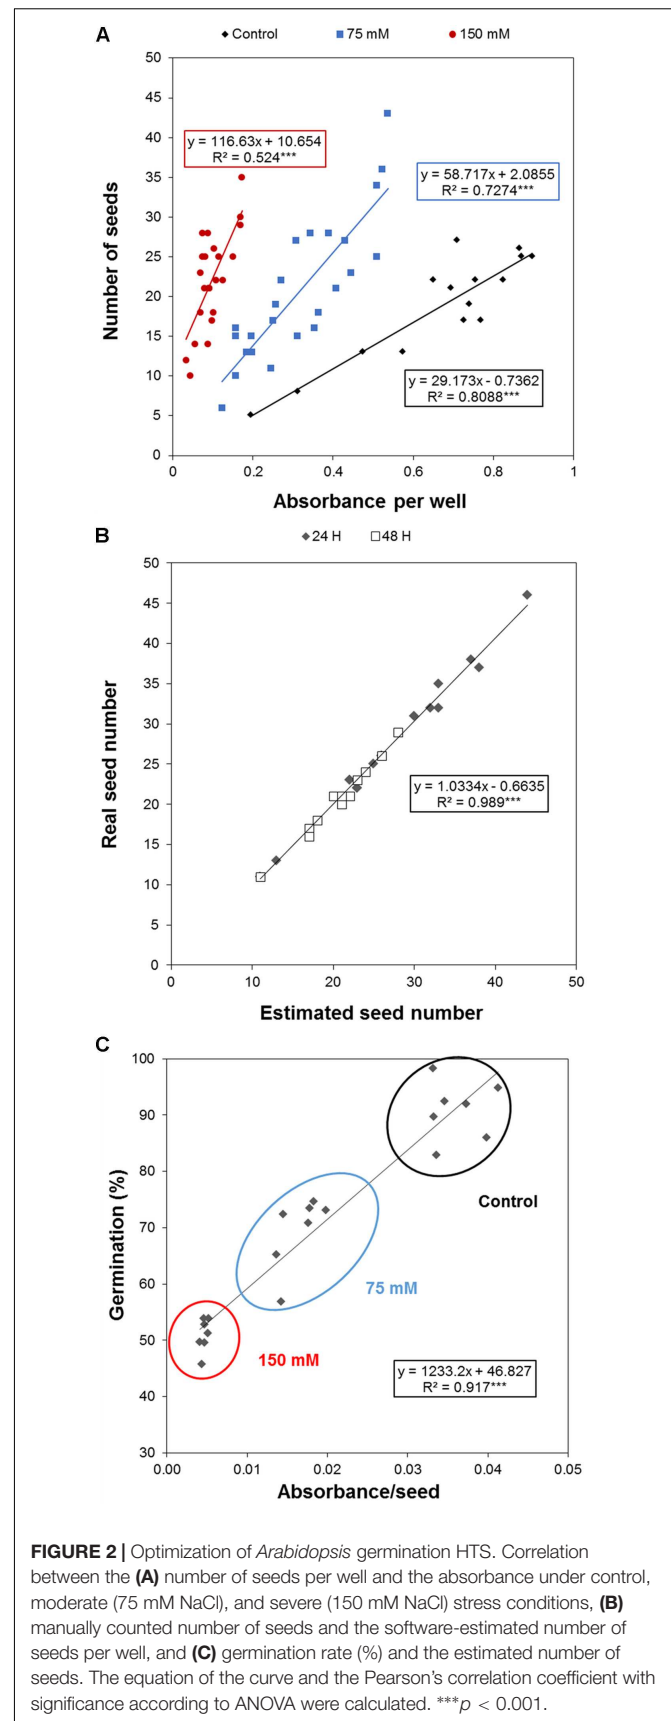 A
Control 75 mM 150 mM
50
45
40
35
30
25
20
15
10
5
0
Number of seeds
y = 116.63x + 10.654
R² = 0.524***
y = 58.717x + 2.0855
R² = 0.7274***
y = 29.173x - 0.7362
R² = 0.8088***
0 0.2 0.4 0.6 0.8 1
Absorbance per well
B
24 H 48 H
50
45
40
35
30
25
20
15
10
5
0
Real seed number
y = 1.0334x - 0.6635
R² = 0.989***
0 10 20 30 40 50
Estimated seed number
C
100
90
80
70
60
50
40
30
Germination (%)
Control
75 mM
150 mM
y = 1233.2x + 46.827
R² = 0.917***
0.00 0.01 0.02 0.03 0.04 0.05
Absorbance/seed
FIGURE 2 | Optimization of Arabidopsis germination HTS. Correlation
between the (A) number of seeds per well and the absorbance under control,
moderate (75 mM NaCl), and severe (150 mM NaCl) stress conditions, (B)
manually counted number of seeds and the software-estimated number of
seeds per well, and (C) germination rate (%) and the estimated number of
seeds. The equation of the curve and the Pearson's correlation coefficient with
significance according to ANOVA were calculated. ***p < 0.001.